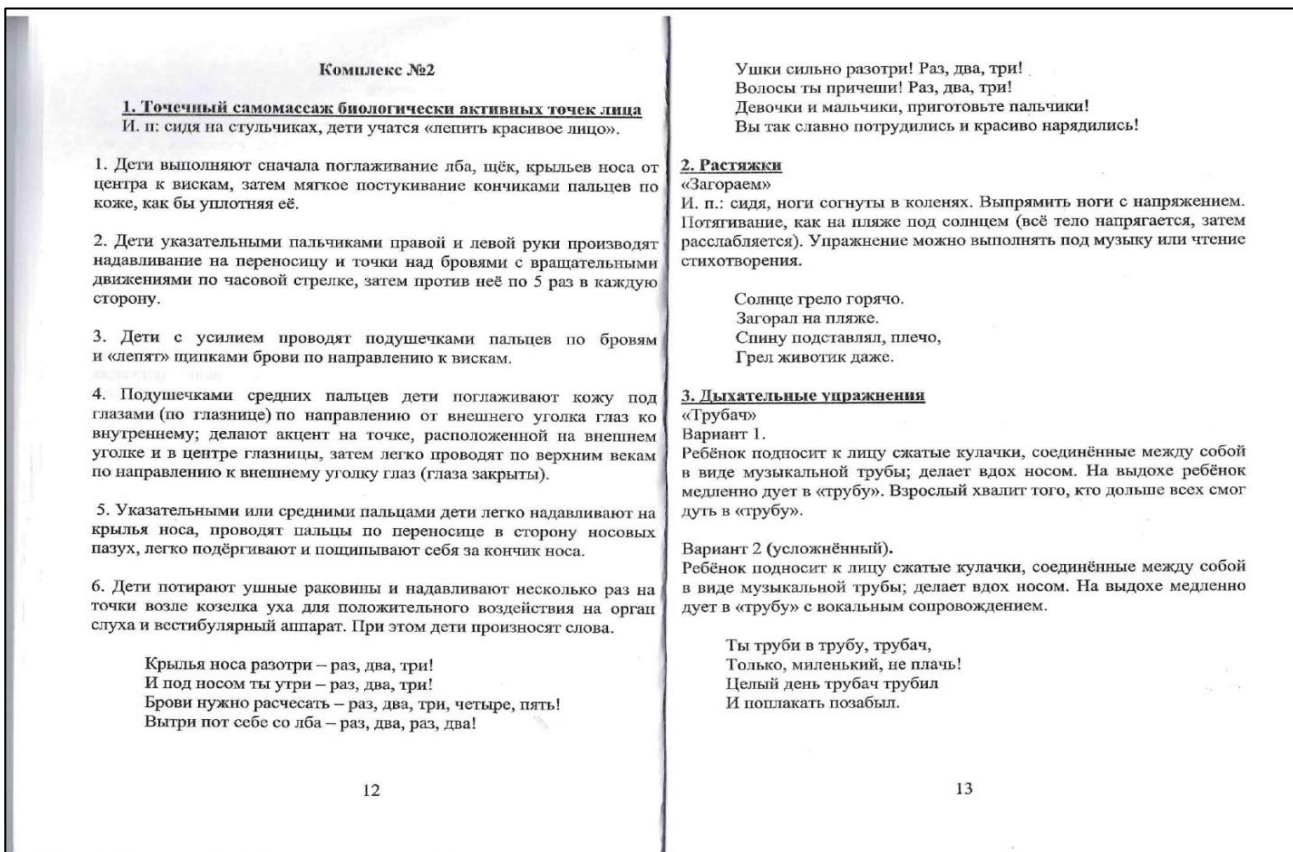 Комплекс №2
1. Точечный самомассаж биологически активных точек лица
И. п: сидя на стульчиках, дети учатся «лепить красивое лицо».
1. Дети выполняют сначала поглаживание лба, щёк, крыльев носа от
центра к вискам, затем мягкое постукивание кончиками пальцев по
коже, как бы уплотняя её.
2. Дети указательными пальчиками правой и левой руки производят
надавливание на переносицу и точки над бровями с вращательными
движениями по часовой стрелке, затем против неё по 5 раз в каждую
сторону.
3. Дети с усилием проводят подушечками пальцев по бровям
и «лепят» щипками брови по направлению к вискам.
4. Подушечками средних пальцев дети поглаживают кожу под
глазами (по глазнице) по направлению от внешнего уголка глаз ко
внутреннему; делают акцент на точке, расположенной на внешнем
уголке и в центре глазницы, затем легко проводят по верхним векам
по направлению к внешнему уголку глаз (глаза закрыты).
5. Указательными или средними пальцами дети легко надавливают на
крылья носа, проводят пальцы по переносице в сторону носовых
пазух, легко подёргивают и пощипывают себя за кончик носа.
6. Дети потирают ушные раковины и надавливают несколько раз на
точки возле козелка уха для положительного воздействия на орган
слуха и вестибулярный аппарат. При этом дети произносят слова.
Крылья носа разотри – раз, два, три!
И под носом ты утри – раз, два, три!
Брови нужно расчесать – раз, два, три, четыре, пять!
Вытри пот себе со лба – раз, два, раз, два!
12
Ушки сильно разотри! Раз, два, три!
Волосы ты причеши! Раз, два, три!
Девочки и мальчики, приготовьте пальчики!
Вы так славно потрудились и красиво нарядились!
2. Растяжки
«Загораем»
И. п.: сидя, ноги согнуты в коленях. Выпрямить ноги с напряжением.
Потягивание, как на пляже под солнцем (всё тело напрягается, затем
расслабляется). Упражнение можно выполнять под музыку или чтение
стихотворения.
Солнце грело горячо.
Загорал на пляже.
Спину подставлял, плечо,
Грел животик даже.
3. Дыхательные упражнения
«Трубач»
Вариант 1.
Ребёнок подносит к лицу сжатые кулачки, соединённые между собой
в виде музыкальной трубы; делает вдох носом. На выдохе ребёнок
медленно дует в «трубу». Взрослый хвалит того, кто дольше всех смог
дуть в «трубу».
Вариант 2 (усложнённый).
Ребёнок подносит к лицу сжатые кулачки, соединённые между собой
в виде музыкальной трубы; делает вдох носом. На выдохе медленно
дует в «трубу» с вокальным сопровождением.
Ты труби в трубу, трубач,
Только, миленький, не плачь!
Целый день трубач трубил
И поплакать позабыл.
13